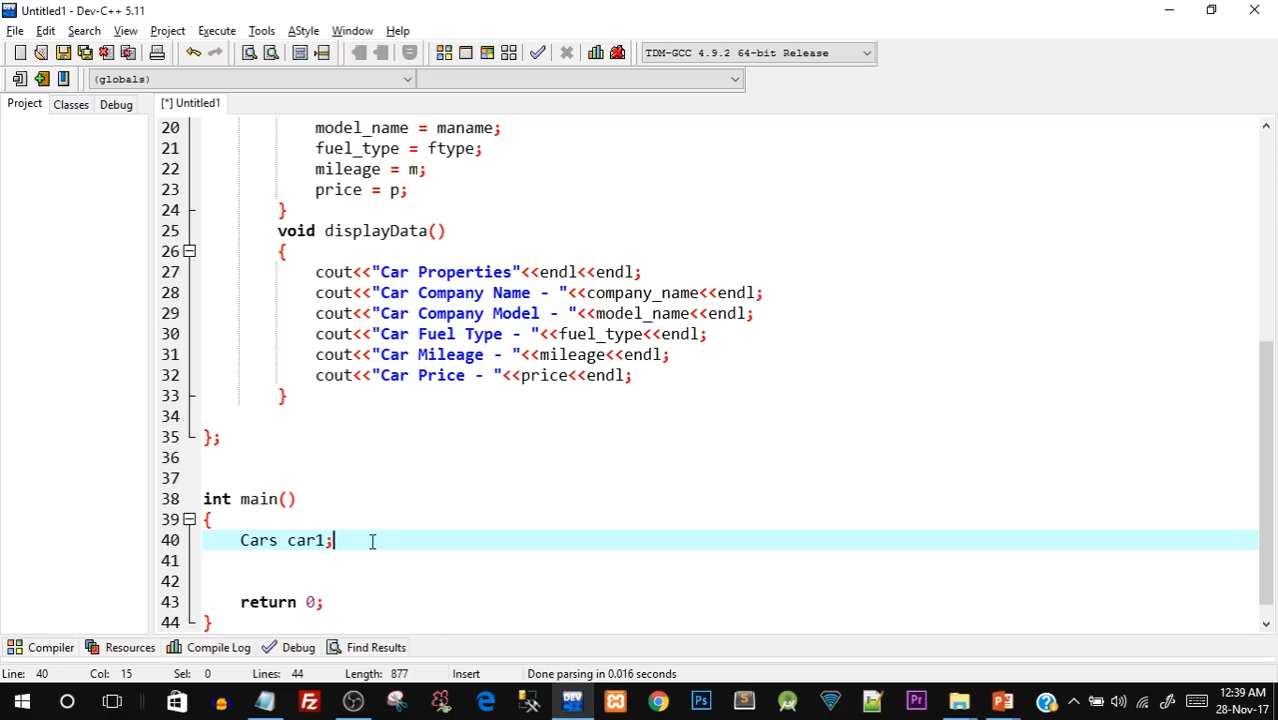 Untitled1 - Dev-C++ 5.11
File Edit Search View Project Execute Tools AStyle Window Help
TDM-GCC 4.9.2 64-bit Release
(globals)
Project Classes Debug [*] Untitled1
20 model_name = maname;
21 fuel_type = ftype;
22 mileage = m;
23 price = p;
24 }
25 void displayData()
26 {
27 cout<<"Car Properties"<<endl<<endl;
28 cout<<"Car Company Name - "<<company_name<<endl;
29 cout<<"Car Company Model - "<<model_name<<endl;
30 cout<<"Car Fuel Type - "<<fuel_type<<endl;
31 cout<<"Car Mileage - "<<mileage<<endl;
32 cout<<"Car Price - "<<price<<endl;
33 }
34
35 };
36
37
38 int main()
39 {
40 Cars car1;
41
42
43 return 0;
44 }
Compiler Resources Compile Log Debug Find Results
Line: 40 Col: 15 Sel: 0 Lines: 44 Length: 877 Insert Done parsing in 0.016 seconds
12:39 AM
28-Nov-17